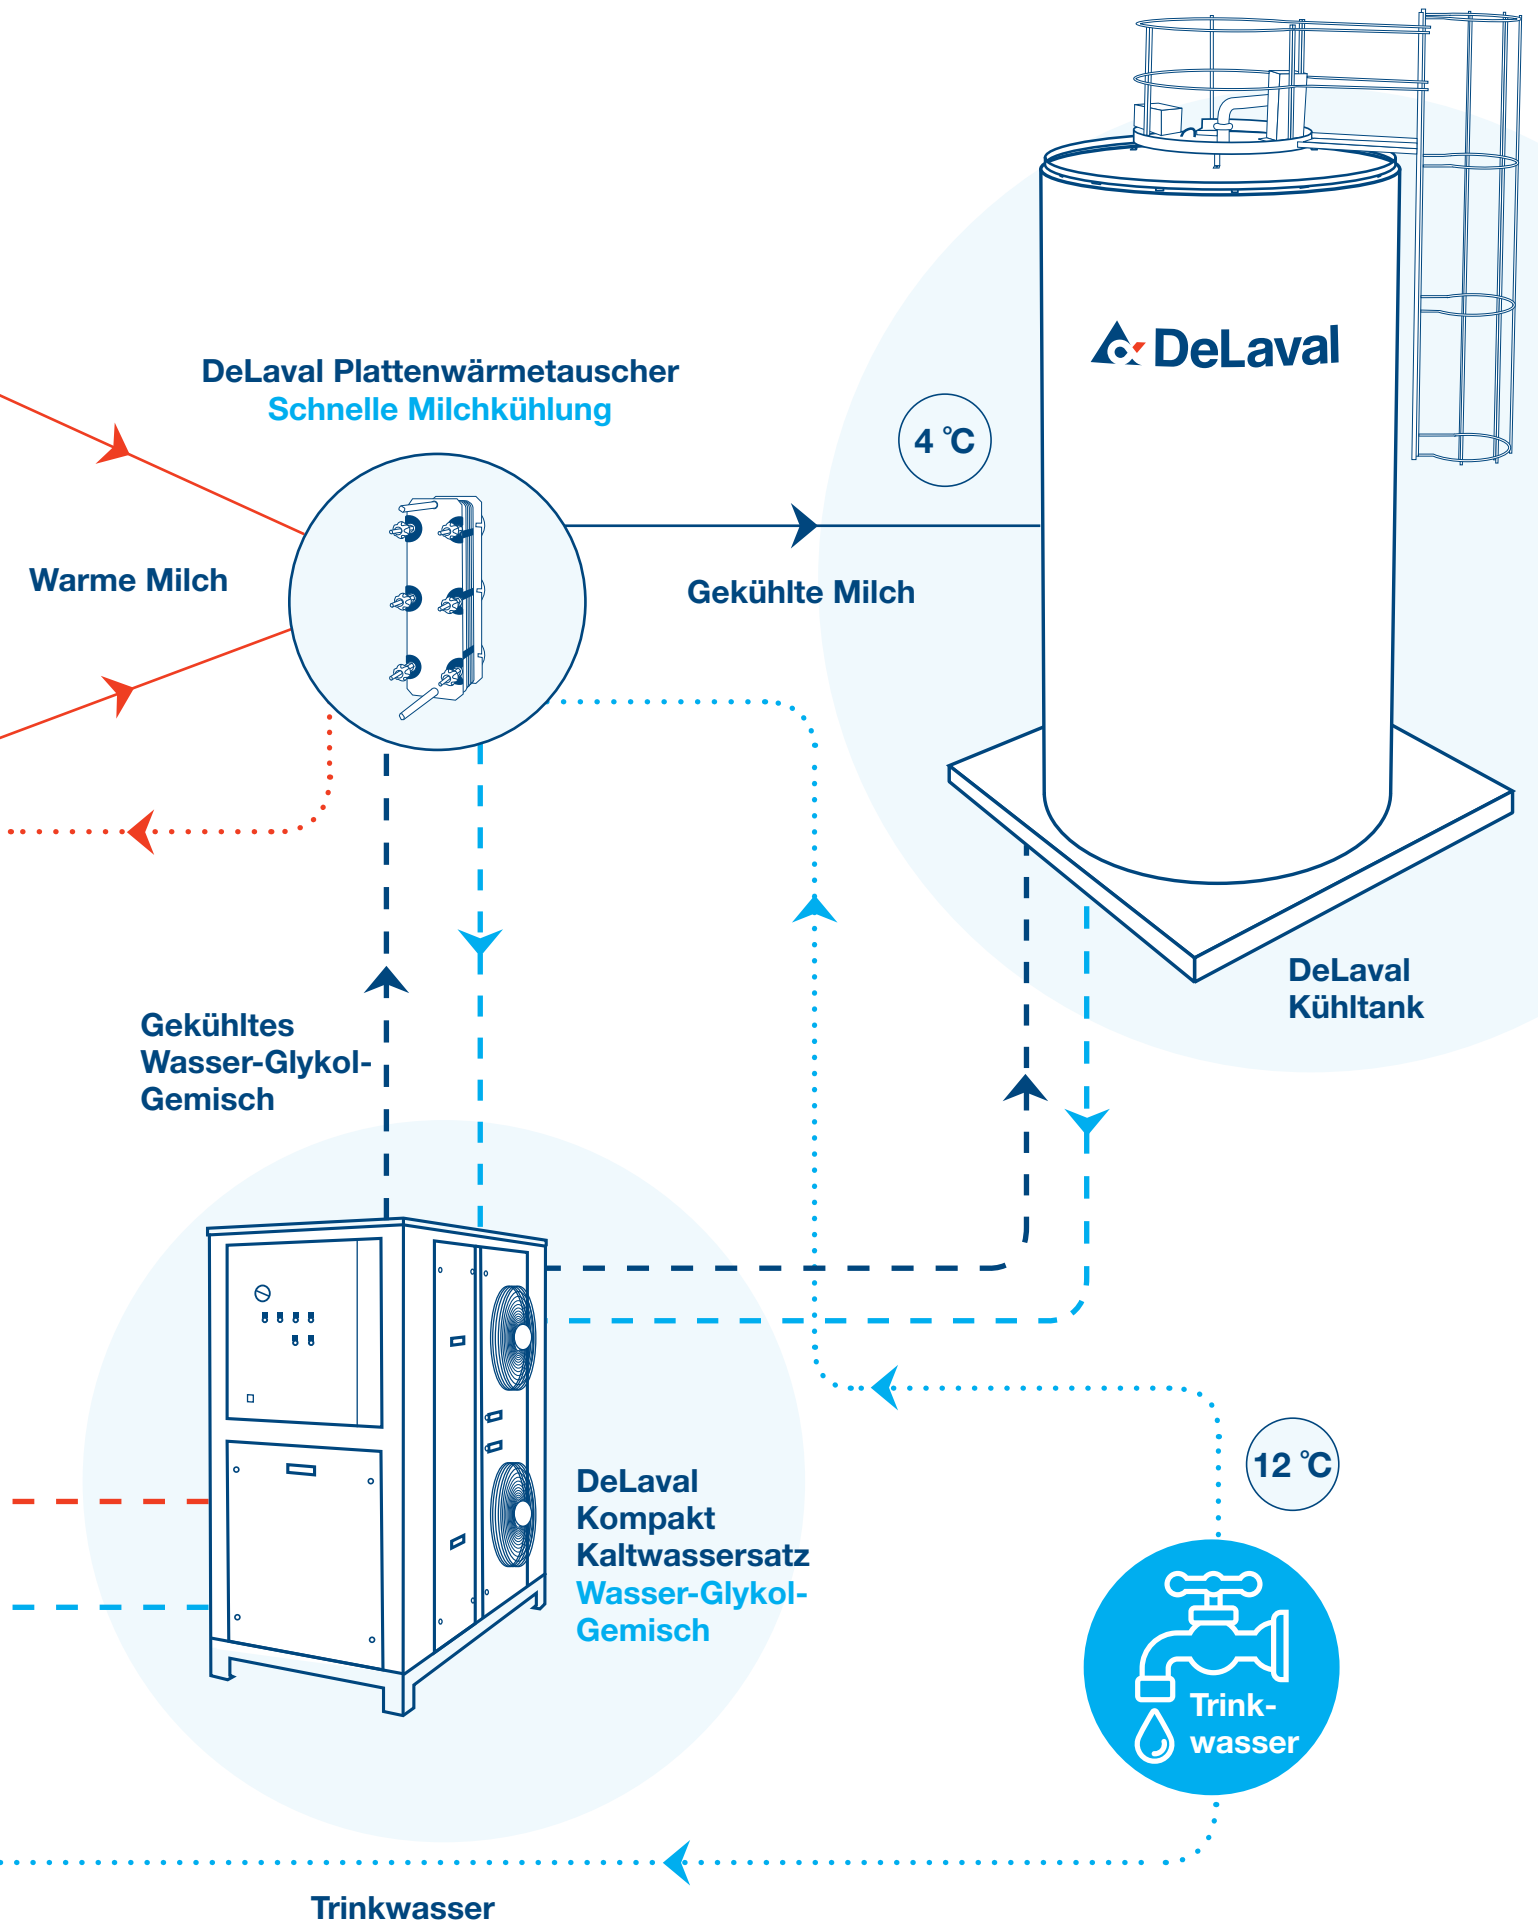 DeLaval
DeLaval Plattenwärmetauscher
Schnelle Milchkühlung
4 °C
Warme Milch
Gekühlte Milch
DeLaval
Kühltank
Gekühltes
Wasser-Glykol-
Gemisch
12 °C
DeLaval
Kompakt
Kaltwassersatz
Wasser-Glykol-
Gemisch
Trink-
wasser
Trinkwasser